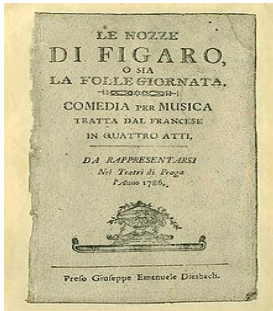 LE NOZZE
DI FIGARO,
O SIA
LA FOLLE GIORNATA.
COMEDIA PER MUSICA
TRATTA DAL FRANCESE
IN QUATTRO ATTI.
DA RAPPRESENTARSI
Nei Teatri di Praga
l'Anno 1786.
Preso Giuseppe Emanuele Diesbach.